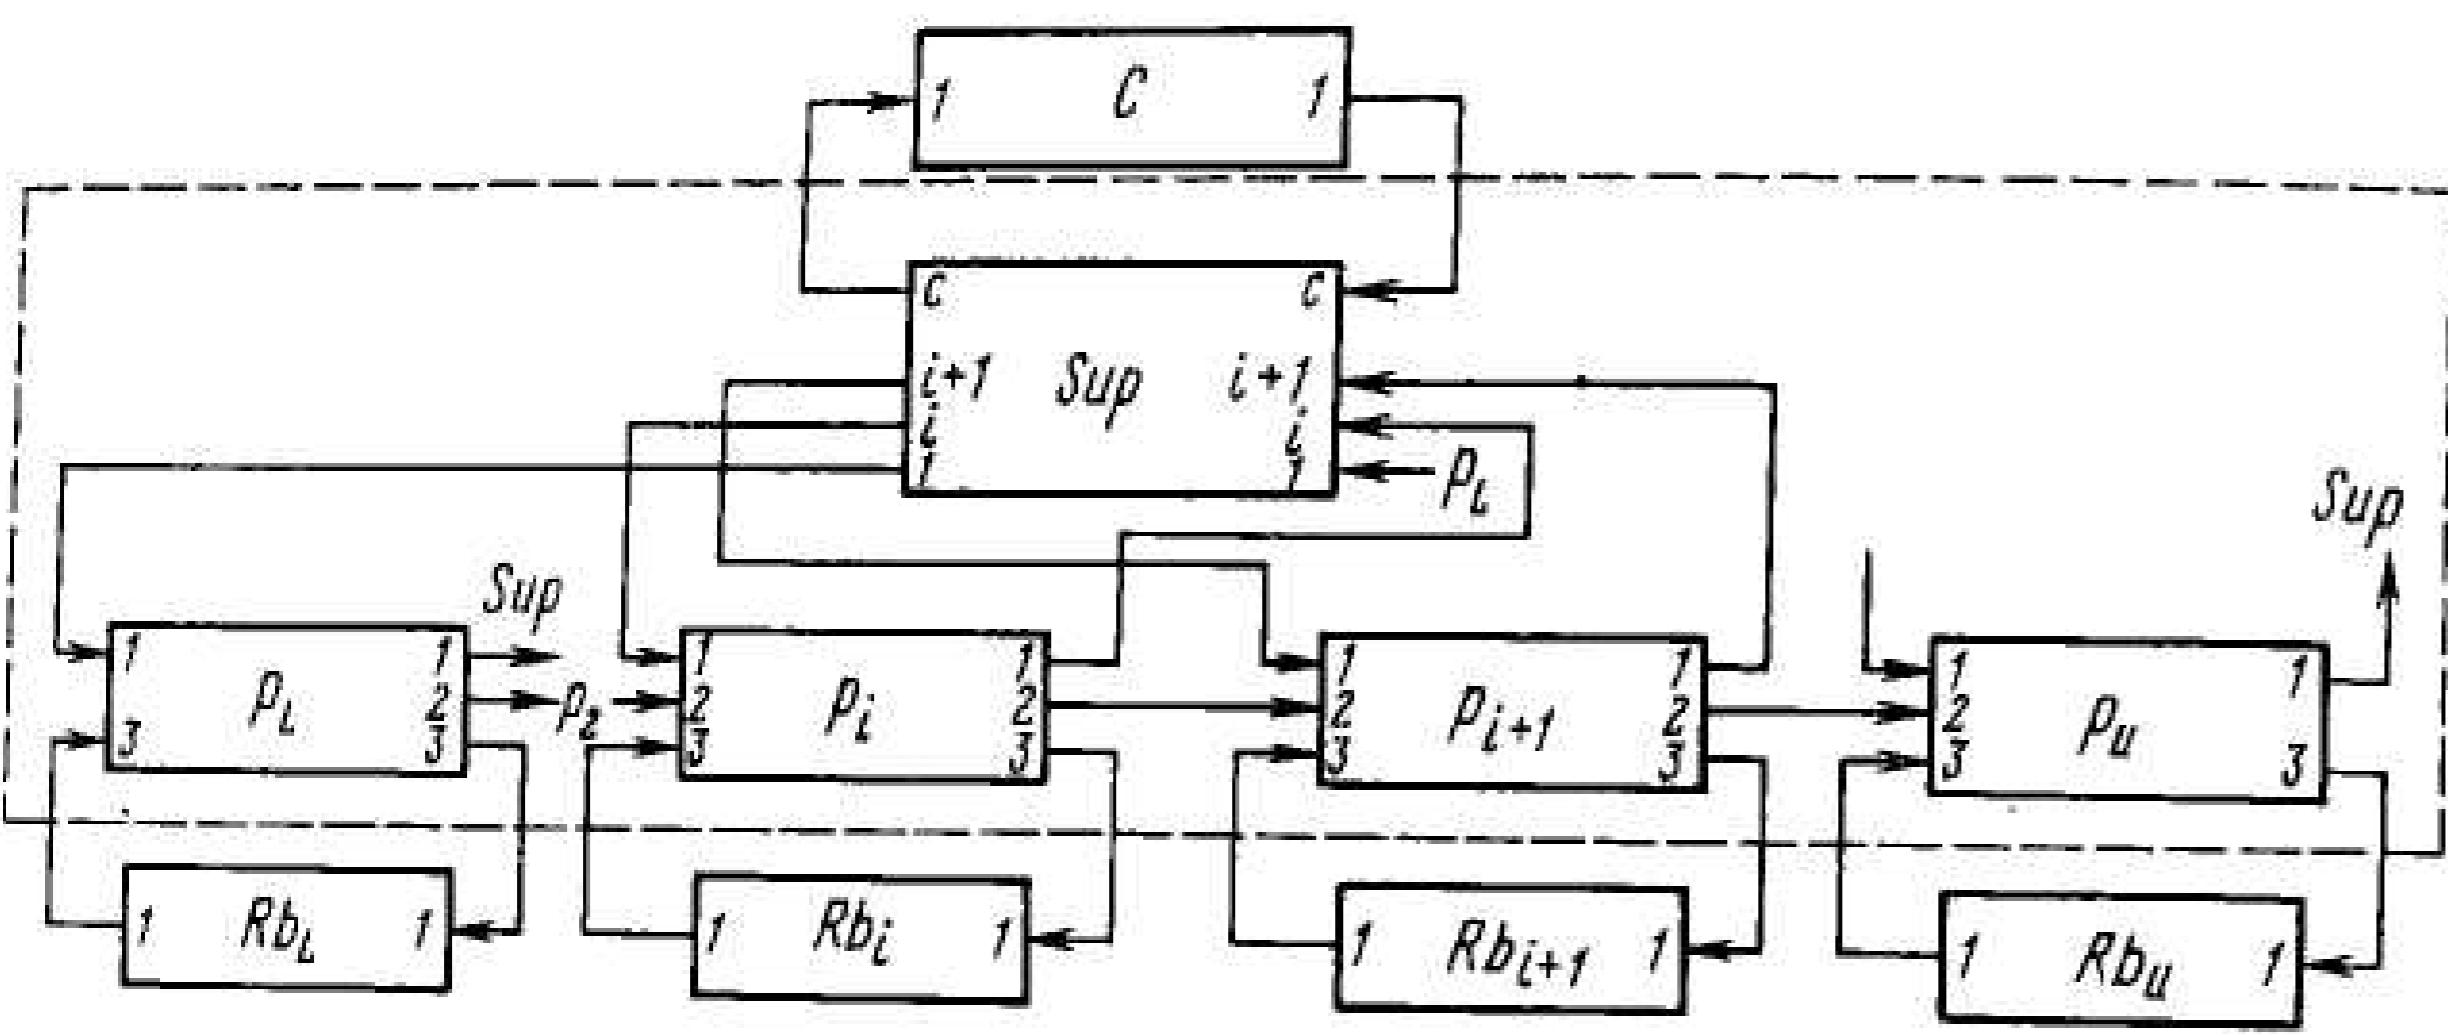 1 C 1
C C
i+1 Sup i+1
i i
1 1 P_L
Sup
Sup
1 P_L 1
2
3 3
P_2
1 P_i 1
2 2
3 3
1 P_{i+1} 1
2 2
3 3
1 P_u 1
2
3 3
1 Rb_L 1
1 Rb_i 1
1 Rb_{i+1} 1
1 Rb_u 1